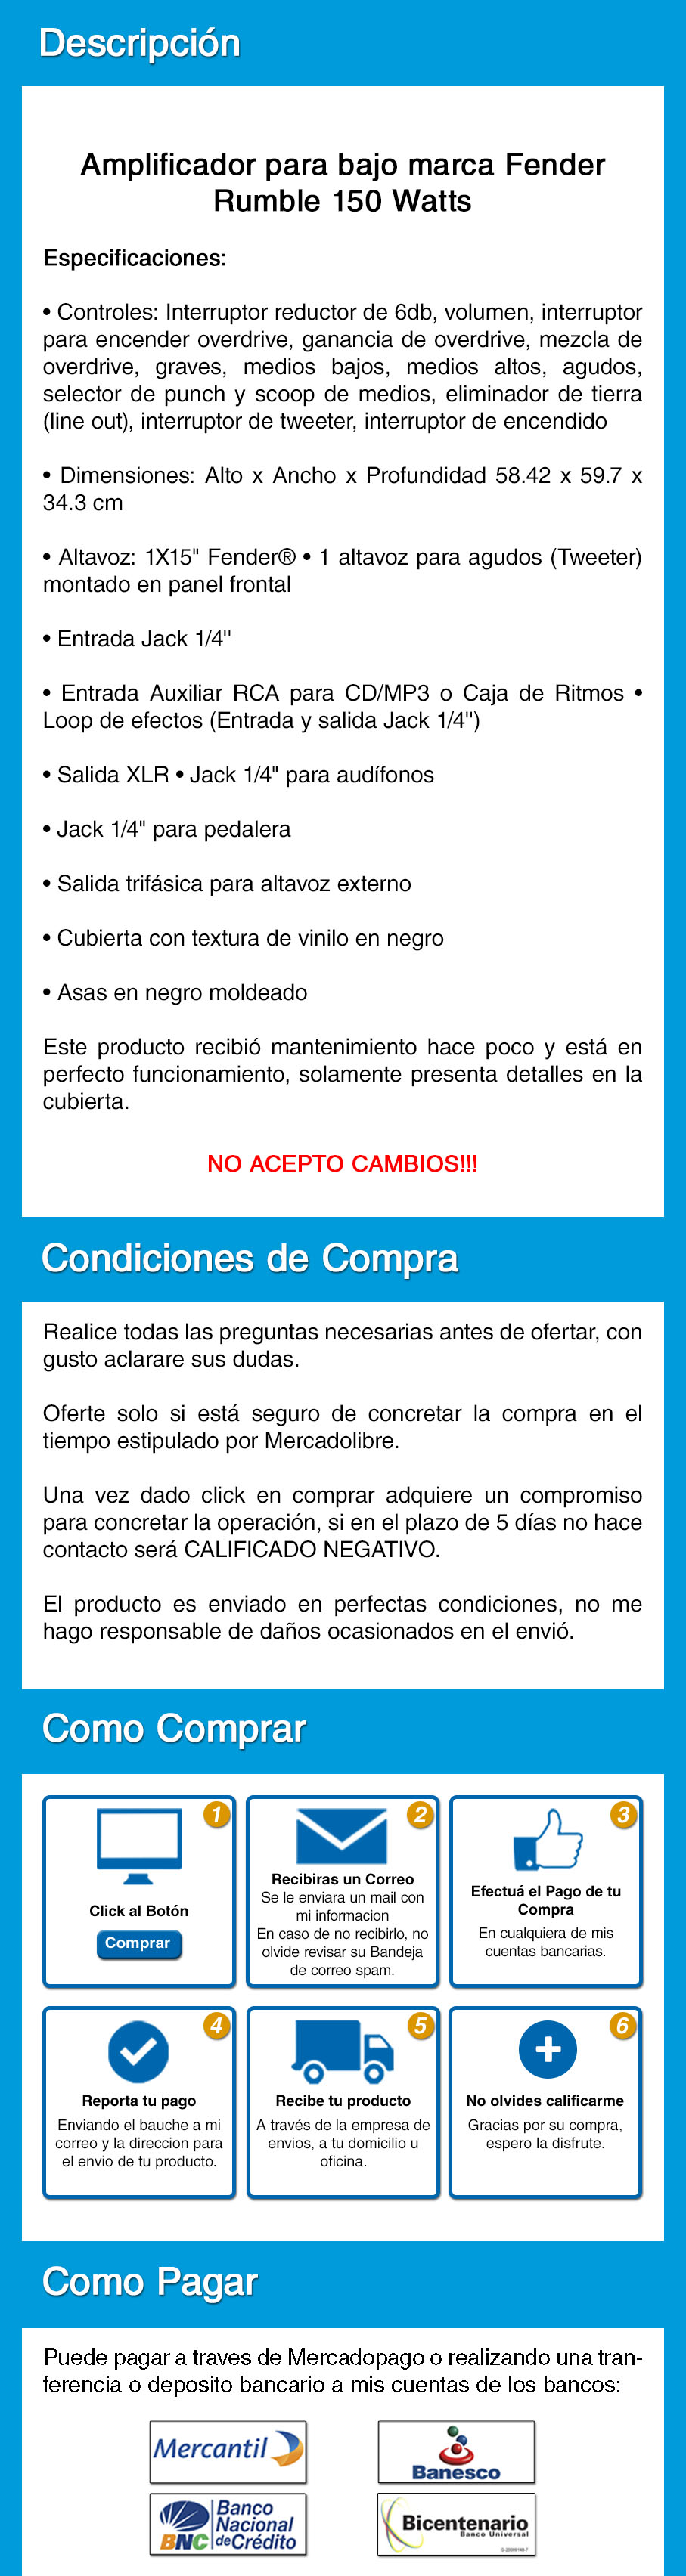 Descripción
Amplificador para bajo marca Fender
Rumble 150 Watts
Especificaciones:
• Controles: Interruptor reductor de 6db, volumen, interruptor
para encender overdrive, ganancia de overdrive, mezcla de
overdrive, graves, medios bajos, medios altos, agudos,
selector de punch y scoop de medios, eliminador de tierra
(line out), interruptor de tweeter, interruptor de encendido
• Dimensiones: Alto x Ancho x Profundidad 58.42 x 59.7 x
34.3 cm
• Altavoz: 1X15" Fender® • 1 altavoz para agudos (Tweeter)
montado en panel frontal
• Entrada Jack 1/4''
• Entrada Auxiliar RCA para CD/MP3 o Caja de Ritmos •
Loop de efectos (Entrada y salida Jack 1/4'')
• Salida XLR • Jack 1/4" para audífonos
• Jack 1/4" para pedalera
• Salida trifásica para altavoz externo
• Cubierta con textura de vinilo en negro
• Asas en negro moldeado
Este producto recibió mantenimiento hace poco y está en
perfecto funcionamiento, solamente presenta detalles en la
cubierta.
NO ACEPTO CAMBIOS!!!
Condiciones de Compra
Realice todas las preguntas necesarias antes de ofertar, con
gusto aclarare sus dudas.
Oferte solo si está seguro de concretar la compra en el
tiempo estipulado por Mercadolibre.
Una vez dado click en comprar adquiere un compromiso
para concretar la operación, si en el plazo de 5 días no hace
contacto será CALIFICADO NEGATIVO.
El producto es enviado en perfectas condiciones, no me
hago responsable de daños ocasionados en el envió.
Como Comprar
1
Click al Botón
Comprar
2
Recibiras un Correo
Se le enviara un mail con
mi informacion
En caso de no recibirlo, no
olvide revisar su Bandeja
de correo spam.
3
Efectuá el Pago de tu
Compra
En cualquiera de mis
cuentas bancarias.
4
Reporta tu pago
Enviando el bauche a mi
correo y la direccion para
el envio de tu producto.
5
Recibe tu producto
A través de la empresa de
envios, a tu domicilio u
oficina.
6
No olvides calificarme
Gracias por su compra,
espero la disfrute.
Como Pagar
Puede pagar a traves de Mercadopago o realizando una tran-
ferencia o deposito bancario a mis cuentas de los bancos:
Mercantil
Banesco
BNC Banco
Nacional
de Crédito
Bicentenario
Banco Universal